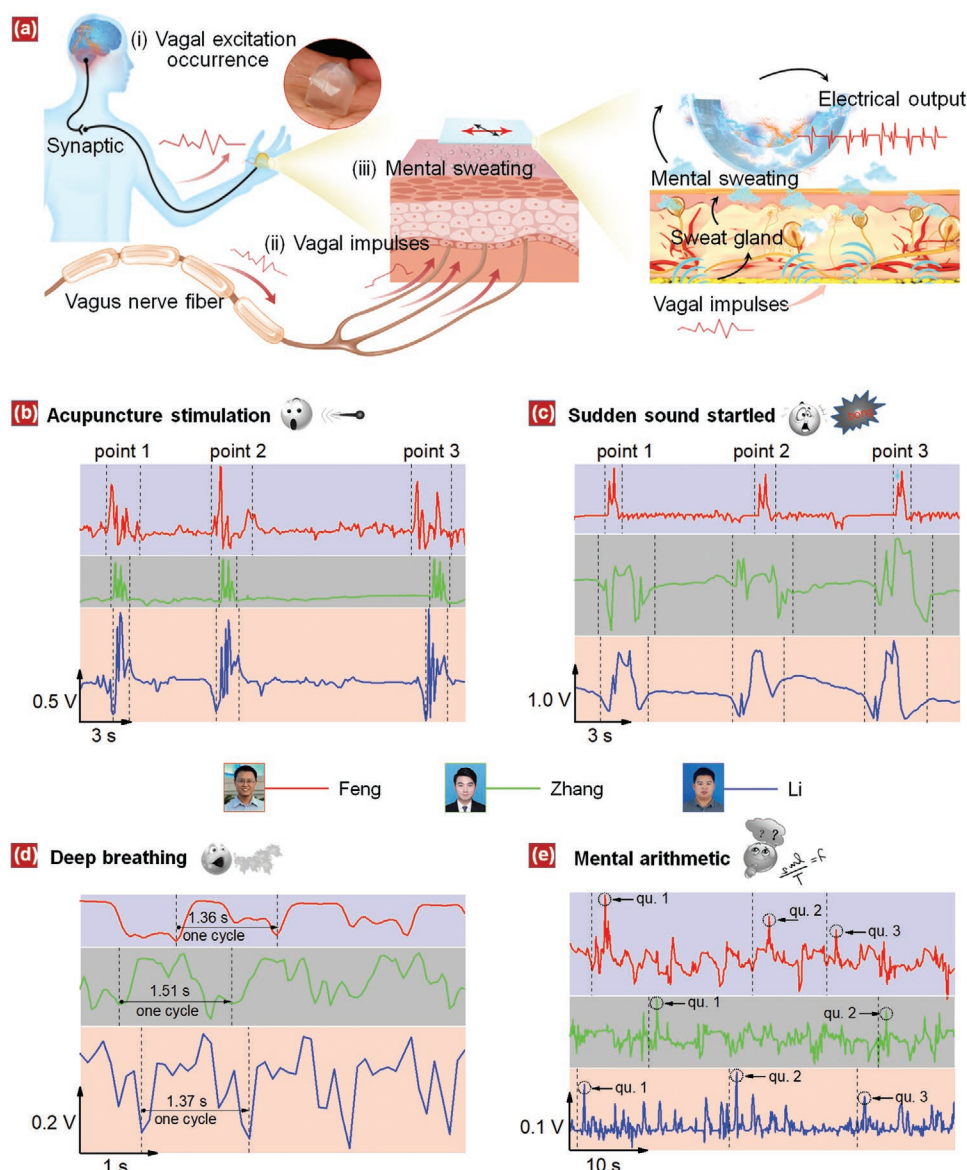 (a)
(i) Vagal excitation
occurrence
Synaptic
(iii) Mental sweating
(ii) Vagal impulses
Vagus nerve fiber
Electrical output
Mental sweating
Sweat gland
Vagal impulses
(b) Acupuncture stimulation
point 1 point 2 point 3
0.5 V
3 s
(c) Sudden sound startled
point 1 point 2 point 3
1.0 V
3 s
Feng Zhang Li
(d) Deep breathing
1.36 s
one cycle
1.51 s
one cycle
1.37 s
one cycle
0.2 V
1 s
(e) Mental arithmetic
? ?
qu. 1
qu. 2
qu. 3
qu. 1
qu. 2
qu. 1
qu. 2
qu. 3
0.1 V
10 s